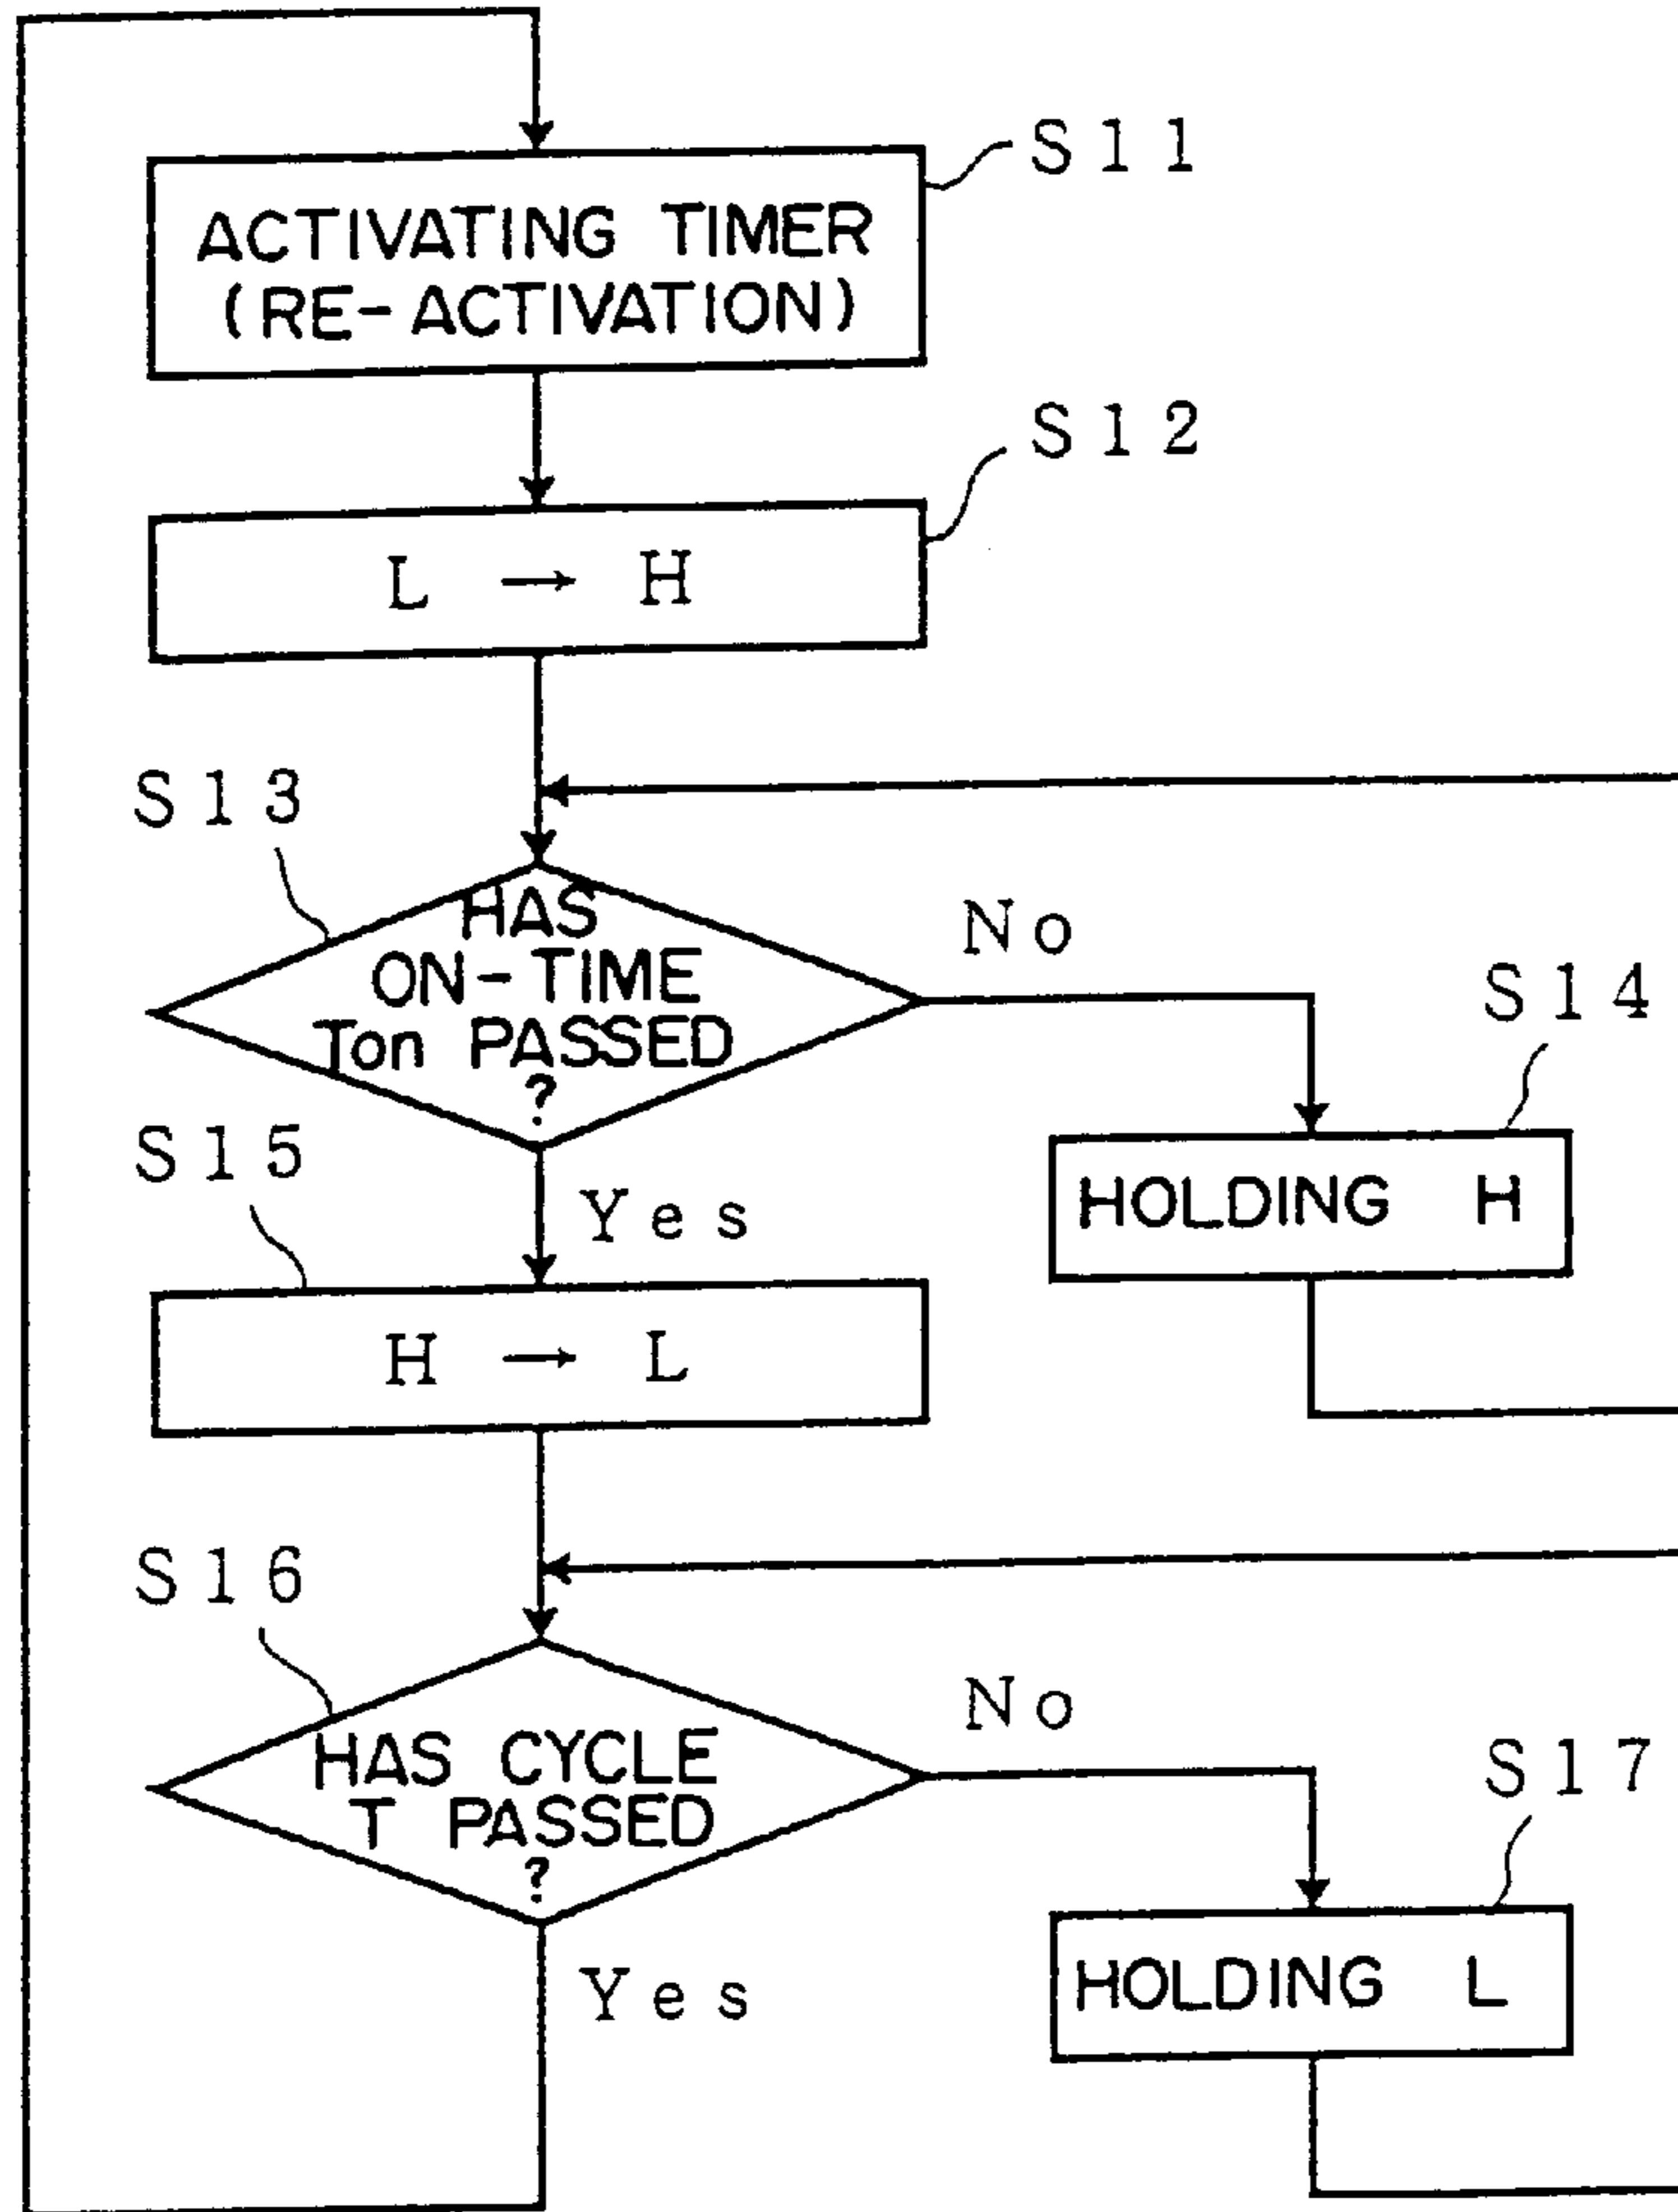 S11
ACTIVATING TIMER
(RE-ACTIVATION)
S12
L → H
S13
HAS
ON-TIME
Ton PASSED
?
No
S14
HOLDING H
Yes
S15
H → L
S16
HAS CYCLE
T PASSED
?
No
S17
HOLDING L
Yes